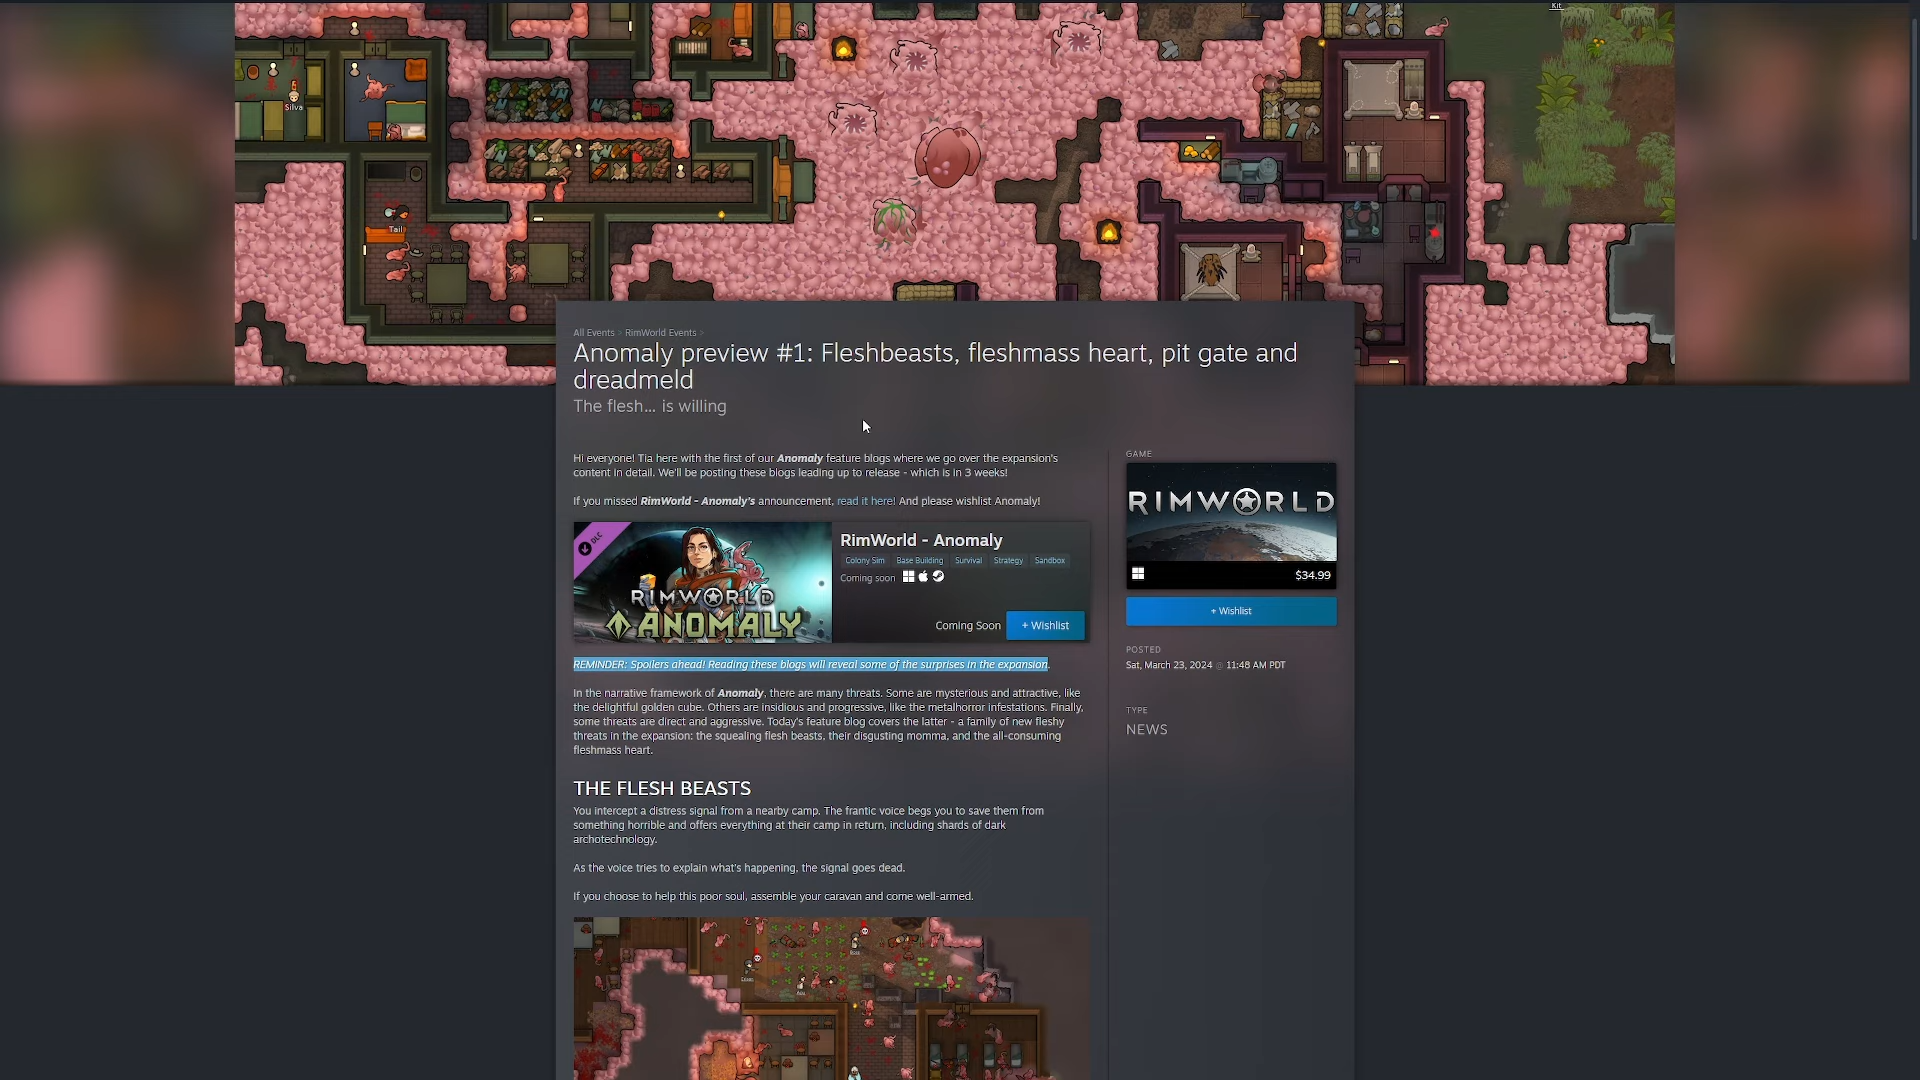 Kit
Silva
Tail
All Events > RimWorld Events >
Anomaly preview #1: Fleshbeasts, fleshmass heart, pit gate and
dreadmeld
The flesh... is willing
Hi everyone! Tia here with the first of our Anomaly feature blogs where we go over the expansion's
content in detail. We'll be posting these blogs leading up to release - which is in 3 weeks!
If you missed RimWorld - Anomaly's announcement, read it here! And please wishlist Anomaly!
DLC
RIMWORLD
ANOMALY
RimWorld - Anomaly
Colony Sim Base Building Survival Strategy Sandbox
Coming soon
Coming Soon + Wishlist
REMINDER: Spoilers ahead! Reading these blogs will reveal some of the surprises in the expansion.
In the narrative framework of Anomaly, there are many threats. Some are mysterious and attractive, like
the delightful golden cube. Others are insidious and progressive, like the metalhorror infestations. Finally,
some threats are direct and aggressive. Today's feature blog covers the latter - a family of new fleshy
threats in the expansion: the squealing flesh beasts, their disgusting momma, and the all-consuming
fleshmass heart.
THE FLESH BEASTS
You intercept a distress signal from a nearby camp. The frantic voice begs you to save them from
something horrible and offers everything at their camp in return, including shards of dark
archotechnology.
As the voice tries to explain what's happening, the signal goes dead.
If you choose to help this poor soul, assemble your caravan and come well-armed.
GAME
RIMWORLD
$34.99
+ Wishlist
POSTED
Sat, March 23, 2024 @ 11:48 AM PDT
TYPE
NEWS